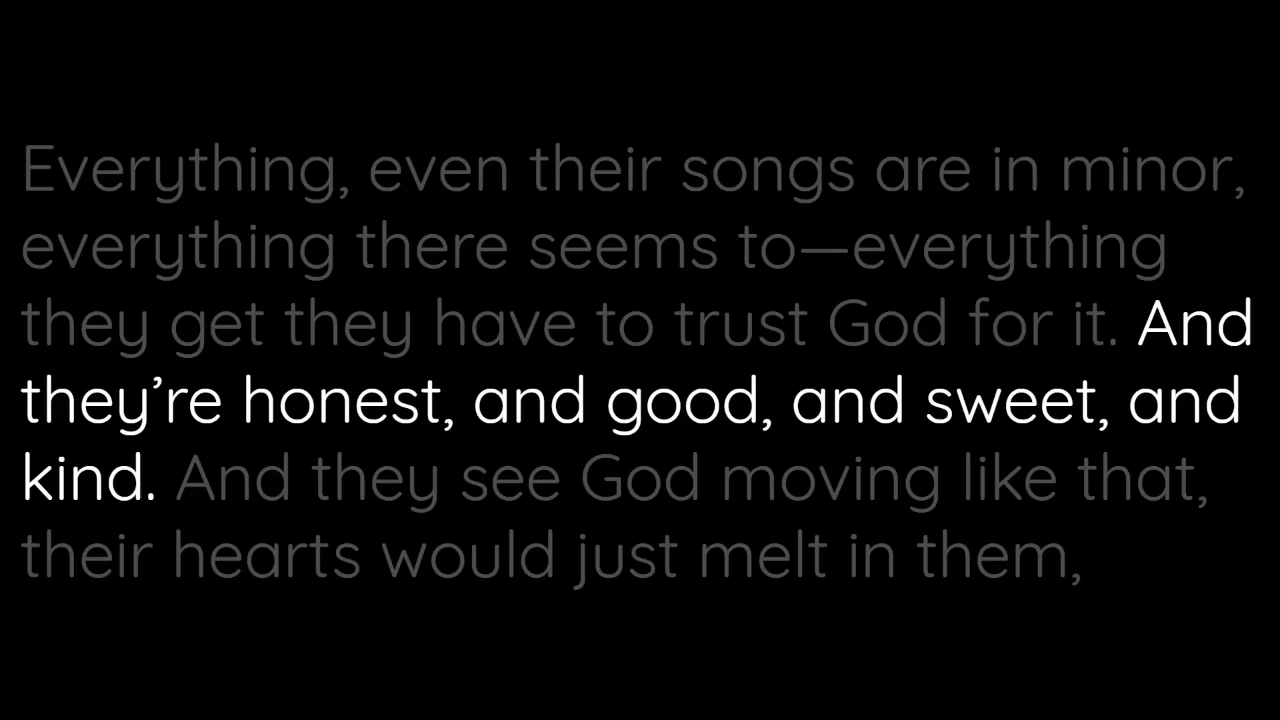 Everything, even their songs are in minor,
everything there seems to—everything
they get they have to trust God for it. And
they’re honest, and good, and sweet, and
kind. And they see God moving like that,
their hearts would just melt in them,